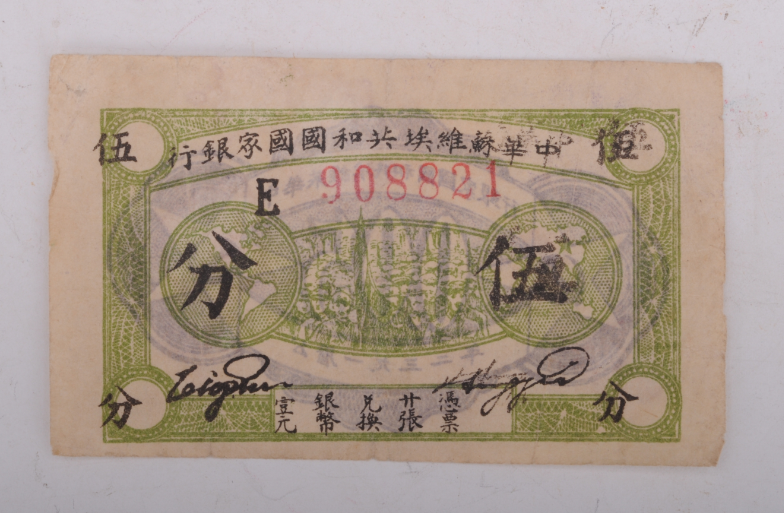 中華蘇維埃共和國國家銀行
伍 伍
E 908821
伍分
分 分
憑票廿張兌換銀幣壹元